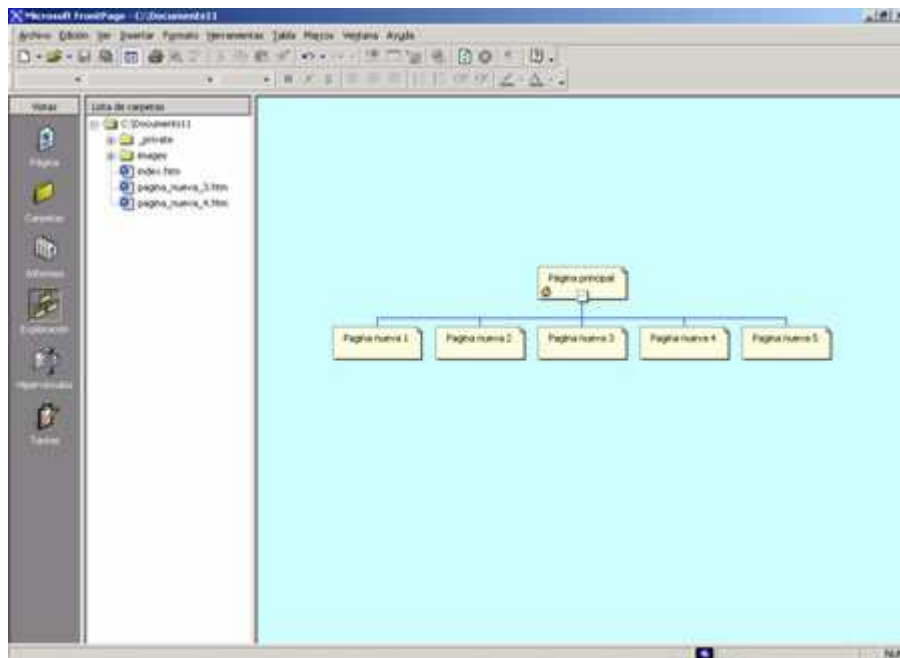 Microsoft FrontPage - C:\Documents11
Archivo Edición Ver Insertar Formato Herramientas Tabla Marcos Ventana Ayuda
Vistas
Lista de carpetas
C:\Documents11
_private
images
index.htm
pagina_nueva_3.htm
pagina_nueva_4.htm
Página
Carpetas
Informes
Exploración
Hipervínculos
Tareas
Página principal
Pagina nueva 1 Pagina nueva 2 Pagina nueva 3 Pagina nueva 4 Pagina nueva 5